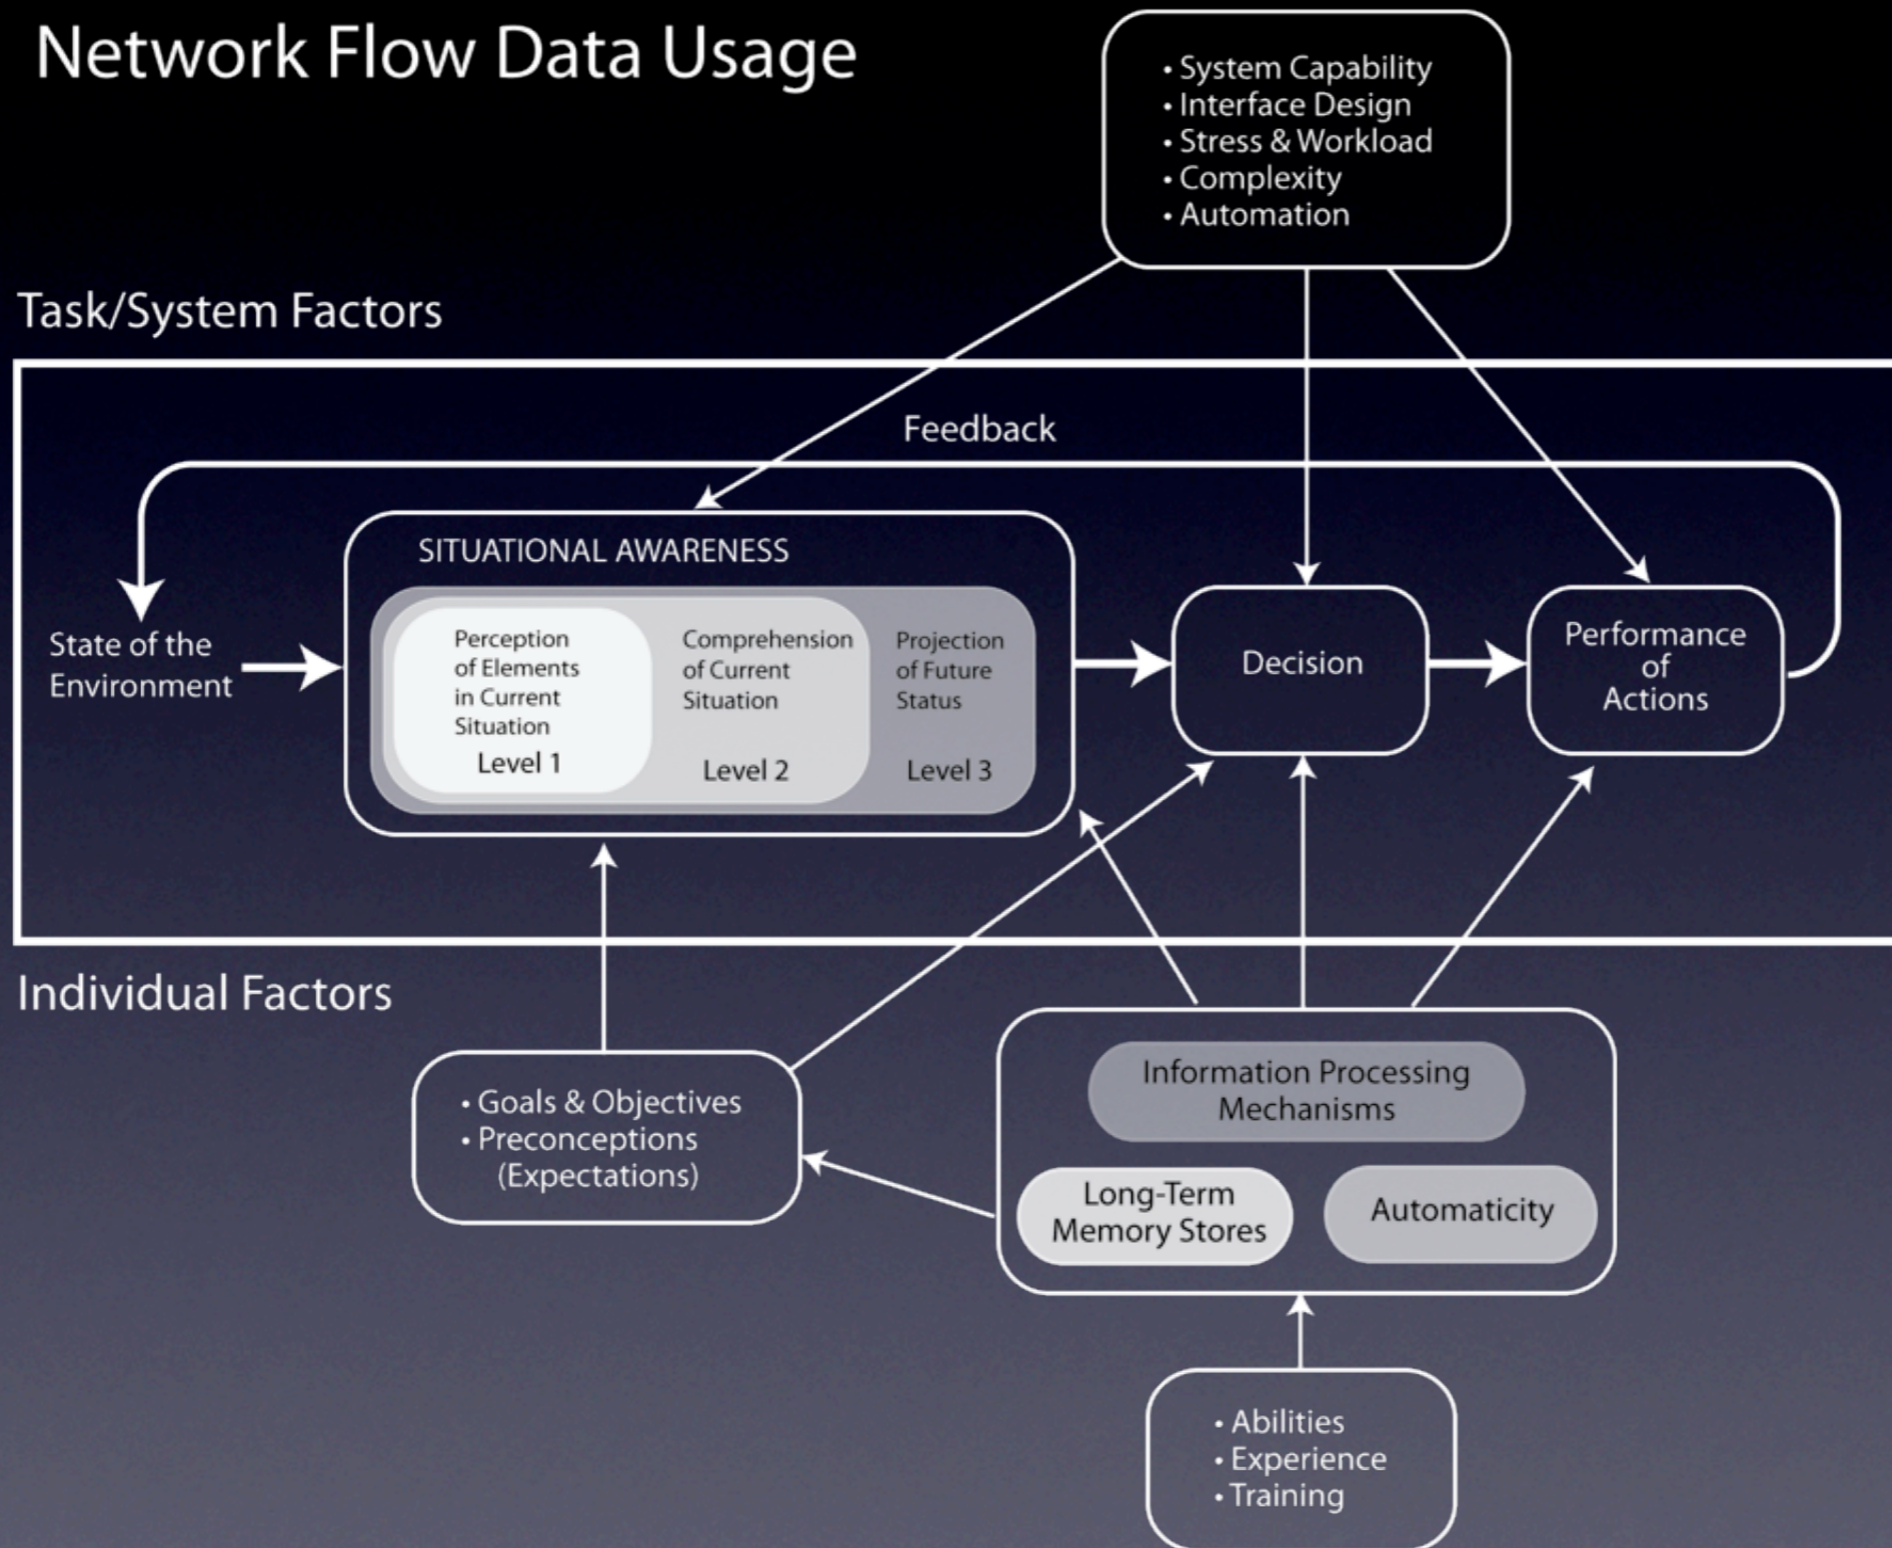 Network Flow Data Usage
• System Capability
• Interface Design
• Stress & Workload
• Complexity
• Automation
Task/System Factors
Feedback
State of the
Environment
SITUATIONAL AWARENESS
Perception
of Elements
in Current
Situation
Level 1
Comprehension
of Current
Situation
Level 2
Projection
of Future
Status
Level 3
Decision
Performance
of
Actions
Individual Factors
• Goals & Objectives
• Preconceptions
(Expectations)
Information Processing
Mechanisms
Long-Term
Memory Stores
Automaticity
• Abilities
• Experience
• Training